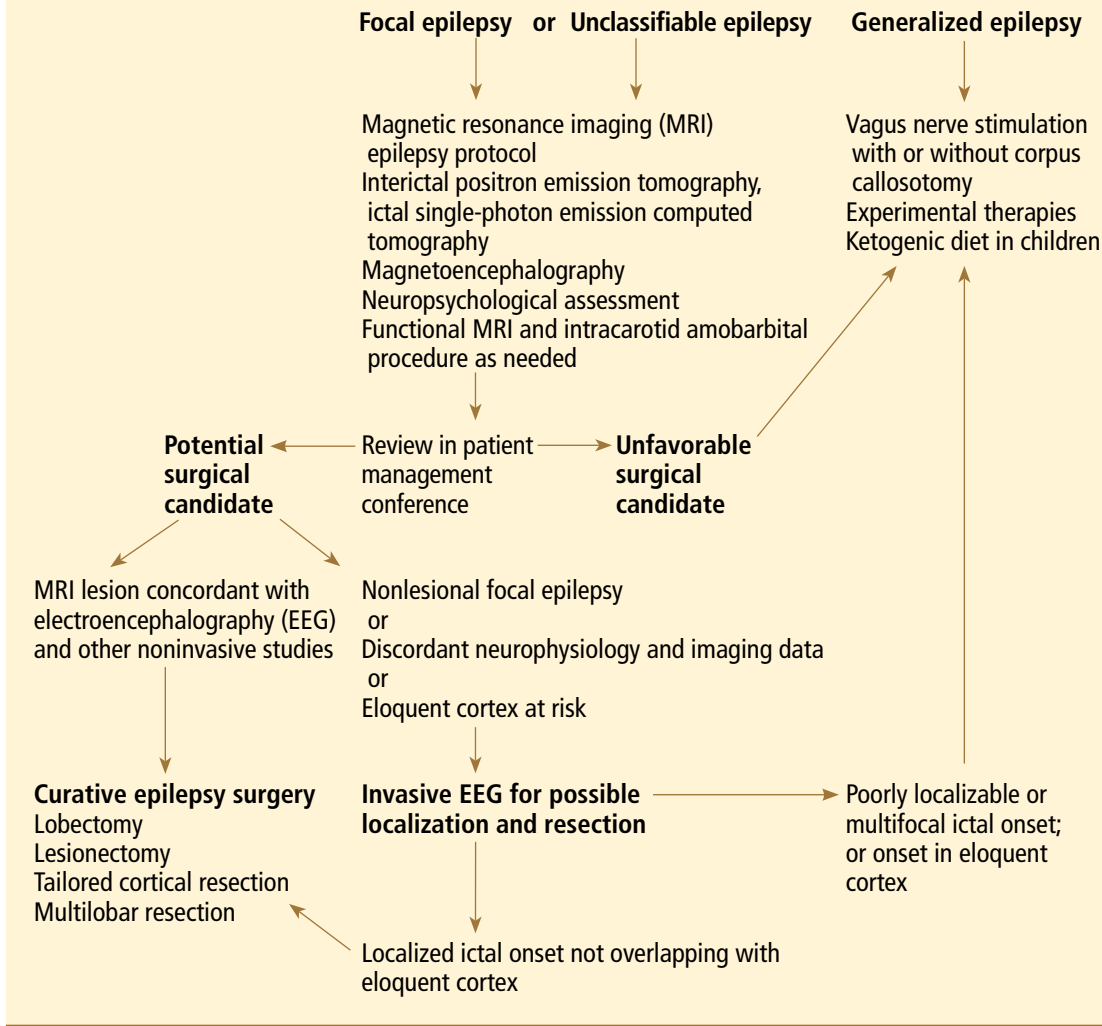 Focal epilepsy or Unclassifiable epilepsy
Generalized epilepsy
Magnetic resonance imaging (MRI)
epilepsy protocol
Interictal positron emission tomography,
ictal single-photon emission computed
tomography
Magnetoencephalography
Neuropsychological assessment
Functional MRI and intracarotid amobarbital
procedure as needed
Vagus nerve stimulation
with or without corpus
callosotomy
Experimental therapies
Ketogenic diet in children
Potential
surgical
candidate
Review in patient
management
conference
Unfavorable
surgical
candidate
MRI lesion concordant with
electroencephalography (EEG)
and other noninvasive studies
Nonlesional focal epilepsy
or
Discordant neurophysiology and imaging data
or
Eloquent cortex at risk
Curative epilepsy surgery
Lobectomy
Lesionectomy
Tailored cortical resection
Multilobar resection
Invasive EEG for possible
localization and resection
Poorly localizable or
multifocal ictal onset;
or onset in eloquent
cortex
Localized ictal onset not overlapping with
eloquent cortex